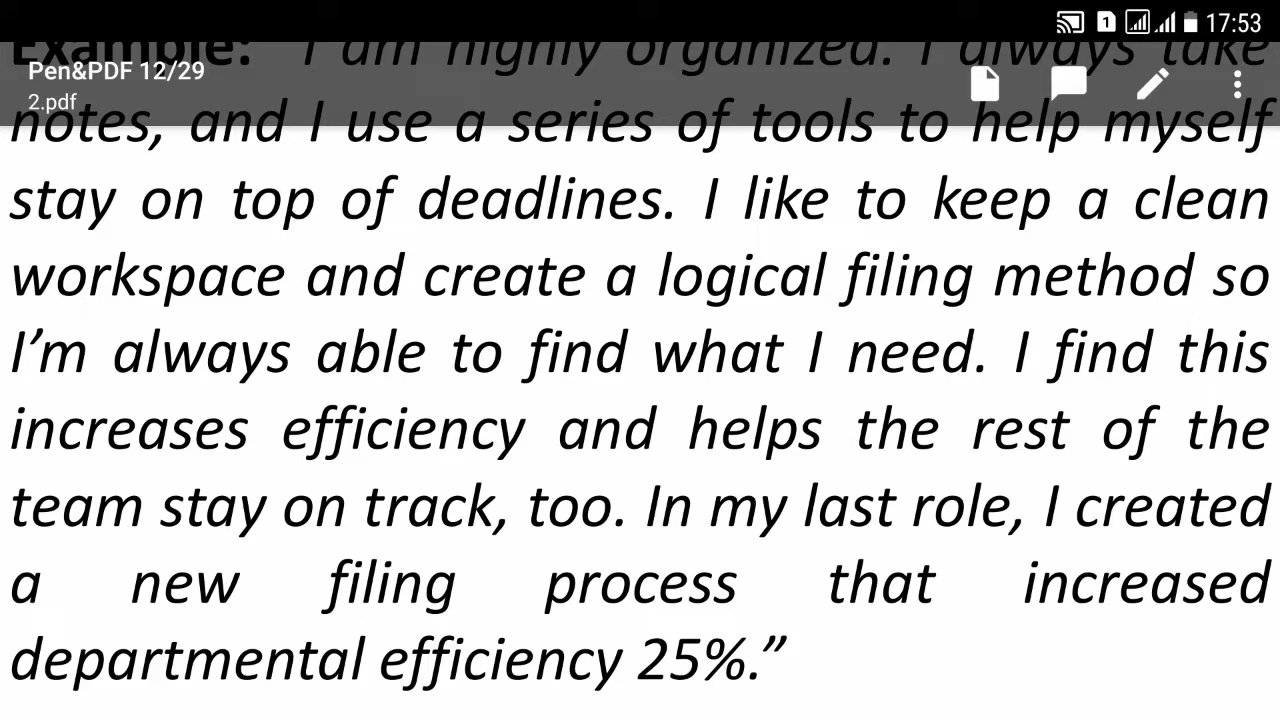 1 17:53
Example: "I am highly organized. I always take
Pen&PDF 12/29
2.pdf
notes, and I use a series of tools to help myself
stay on top of deadlines. I like to keep a clean
workspace and create a logical filing method so
I’m always able to find what I need. I find this
increases efficiency and helps the rest of the
team stay on track, too. In my last role, I created
a new filing process that increased
departmental efficiency 25%.”